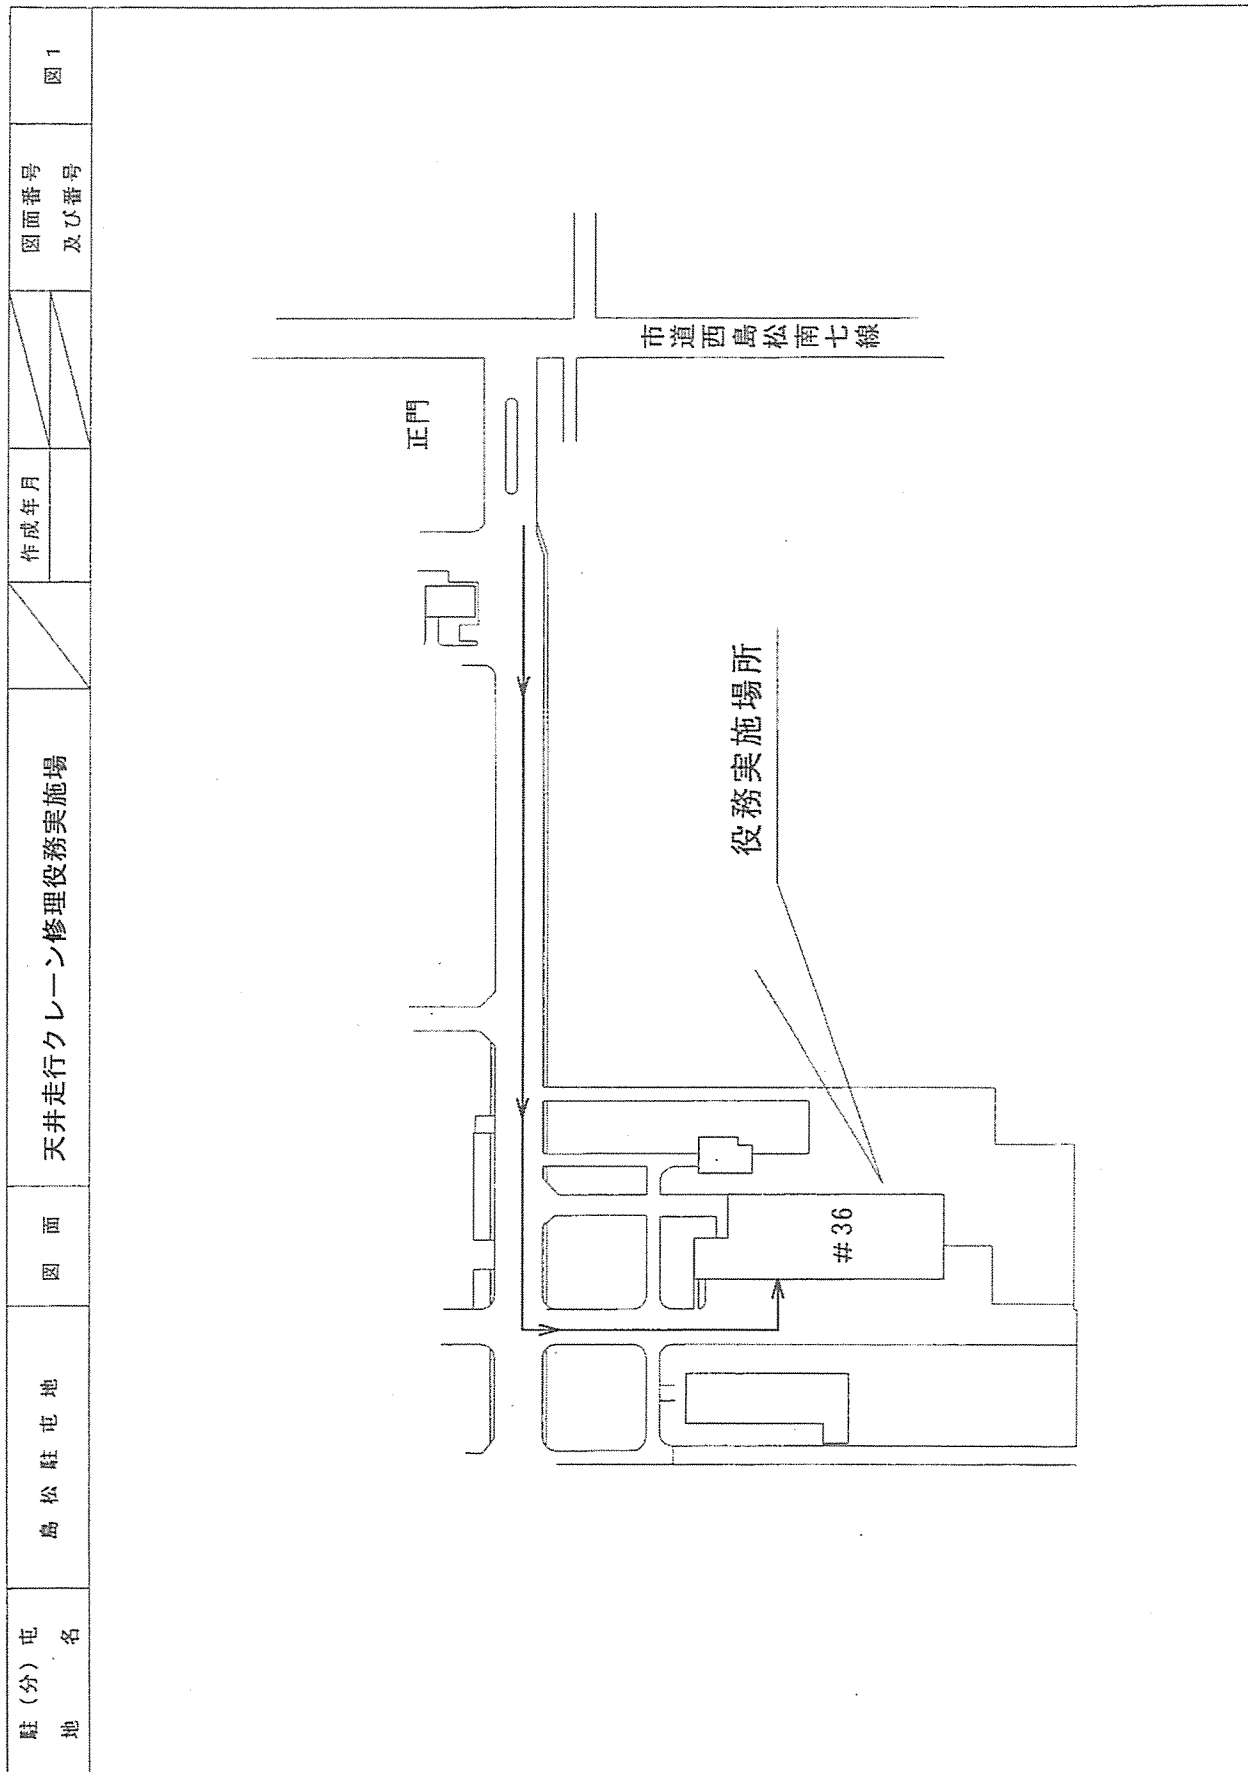 駐(分)屯
地 名
島松駐屯地
図 面
天井走行クレーン修理役務実施場
作成年月
図面番号
及び番号
図1
正門
市道西島松南七線
役務実施場所
#36